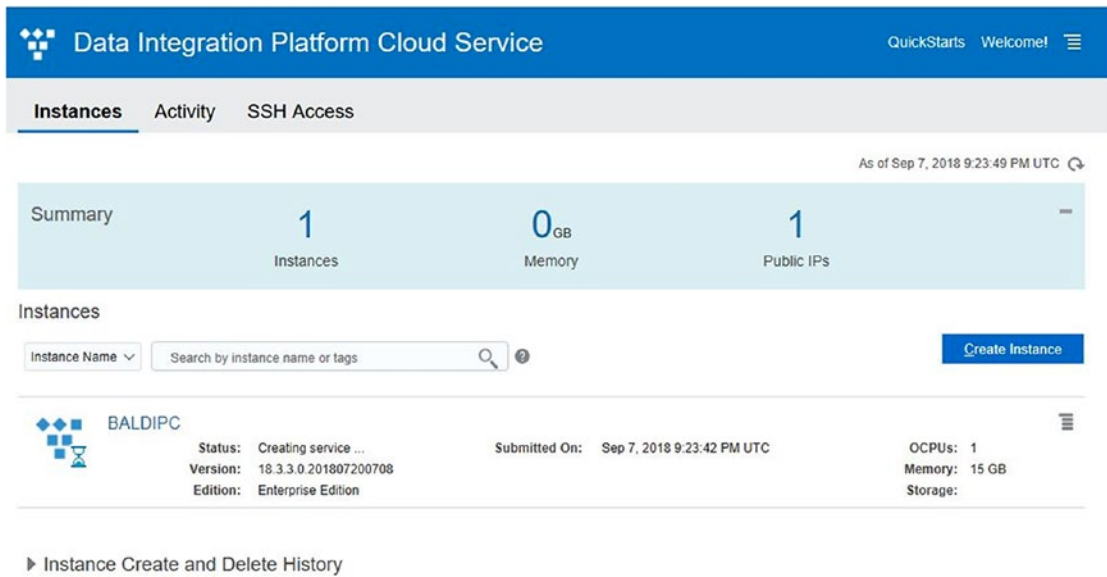 Data Integration Platform Cloud Service QuickStarts Welcome!
Instances Activity SSH Access
As of Sep 7, 2018 9:23:49 PM UTC
Summary 1 0 GB 1
Instances Memory Public IPs
Instances
Instance Name Search by instance name or tags Create Instance
BALDIPC
Status: Creating service ... Submitted On: Sep 7, 2018 9:23:42 PM UTC OCPUs: 1
Version: 18.3.3.0.201807200708 Memory: 15 GB
Edition: Enterprise Edition Storage:
Instance Create and Delete History